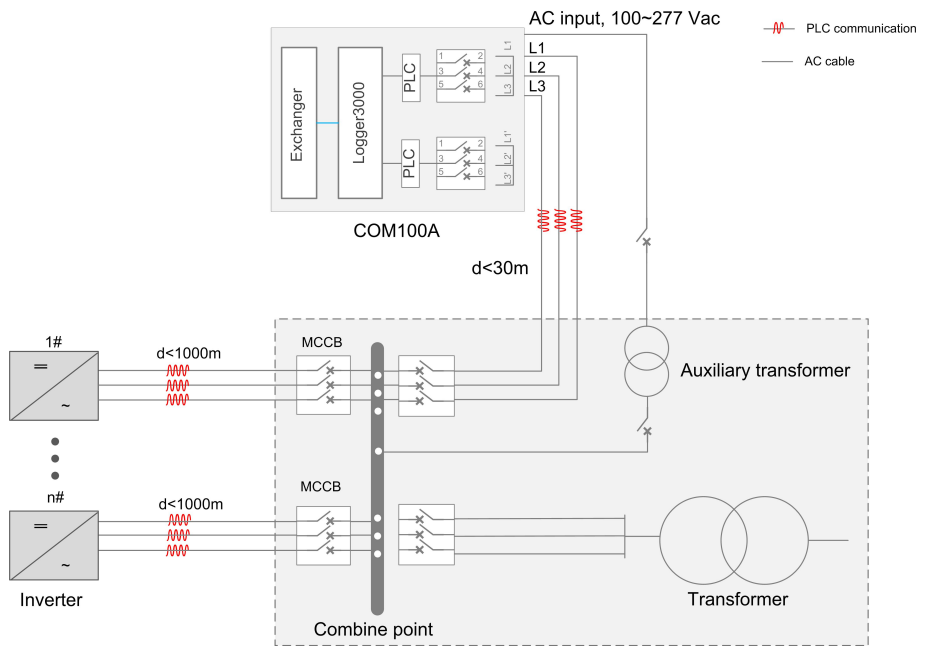 AC input, 100~277 Vac
PLC communication
AC cable
Exchanger
Logger3000
PLC
1 2
3 4
5 6
L1
L2
L3
L1
L2
L3
PLC
1 2
3 4
5 6
L1'
L2'
L3'
COM100A
d<30m
1#
d<1000m
MCCB
~
Auxiliary transformer
n#
d<1000m
MCCB
~
Inverter
Transformer
Combine point